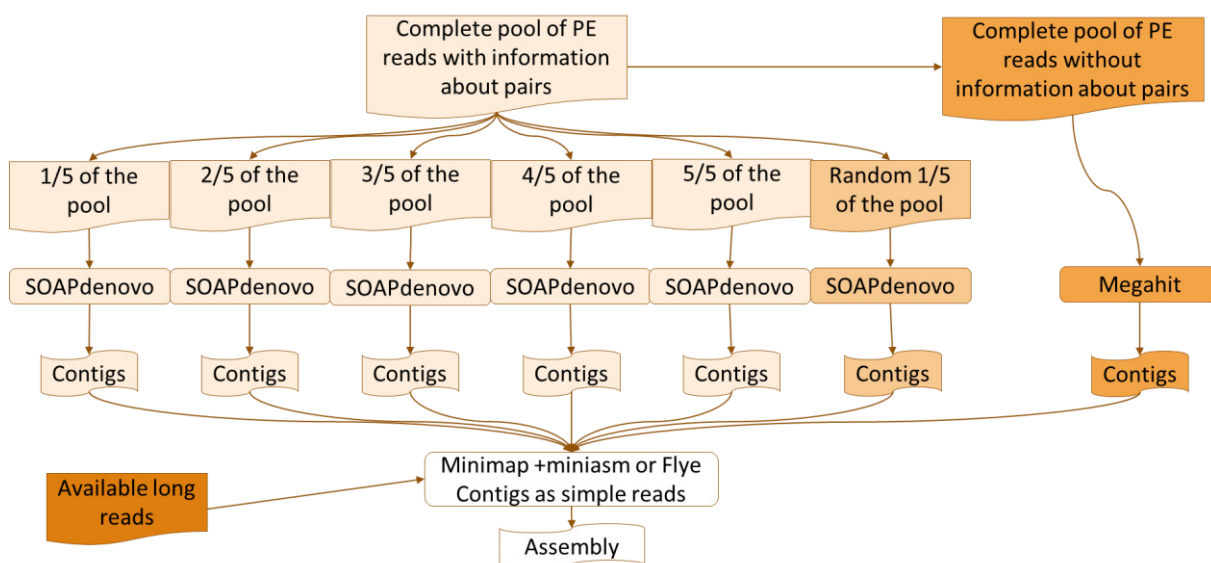 Complete pool of PE
reads with information
about pairs
Complete pool of PE
reads without
information about pairs
1/5 of the
pool
2/5 of the
pool
3/5 of the
pool
4/5 of the
pool
5/5 of the
pool
Random 1/5
of the pool
SOAPdenovo
SOAPdenovo
SOAPdenovo
SOAPdenovo
SOAPdenovo
SOAPdenovo
Megahit
Contigs
Contigs
Contigs
Contigs
Contigs
Contigs
Contigs
Available long
reads
Minimap +miniasm or Flye
Contigs as simple reads
Assembly